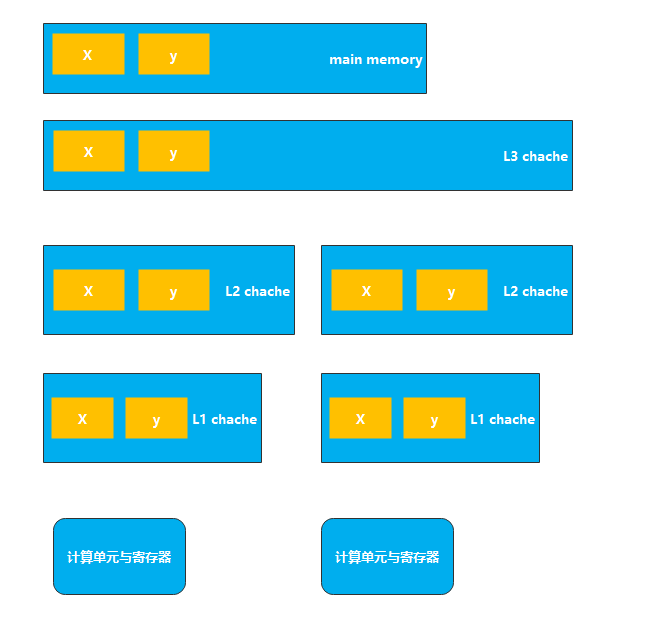 X y main memory
X y L3 chache
X y L2 chache X y L2 chache
X y L1 chache X y L1 chache
计算单元与寄存器 计算单元与寄存器